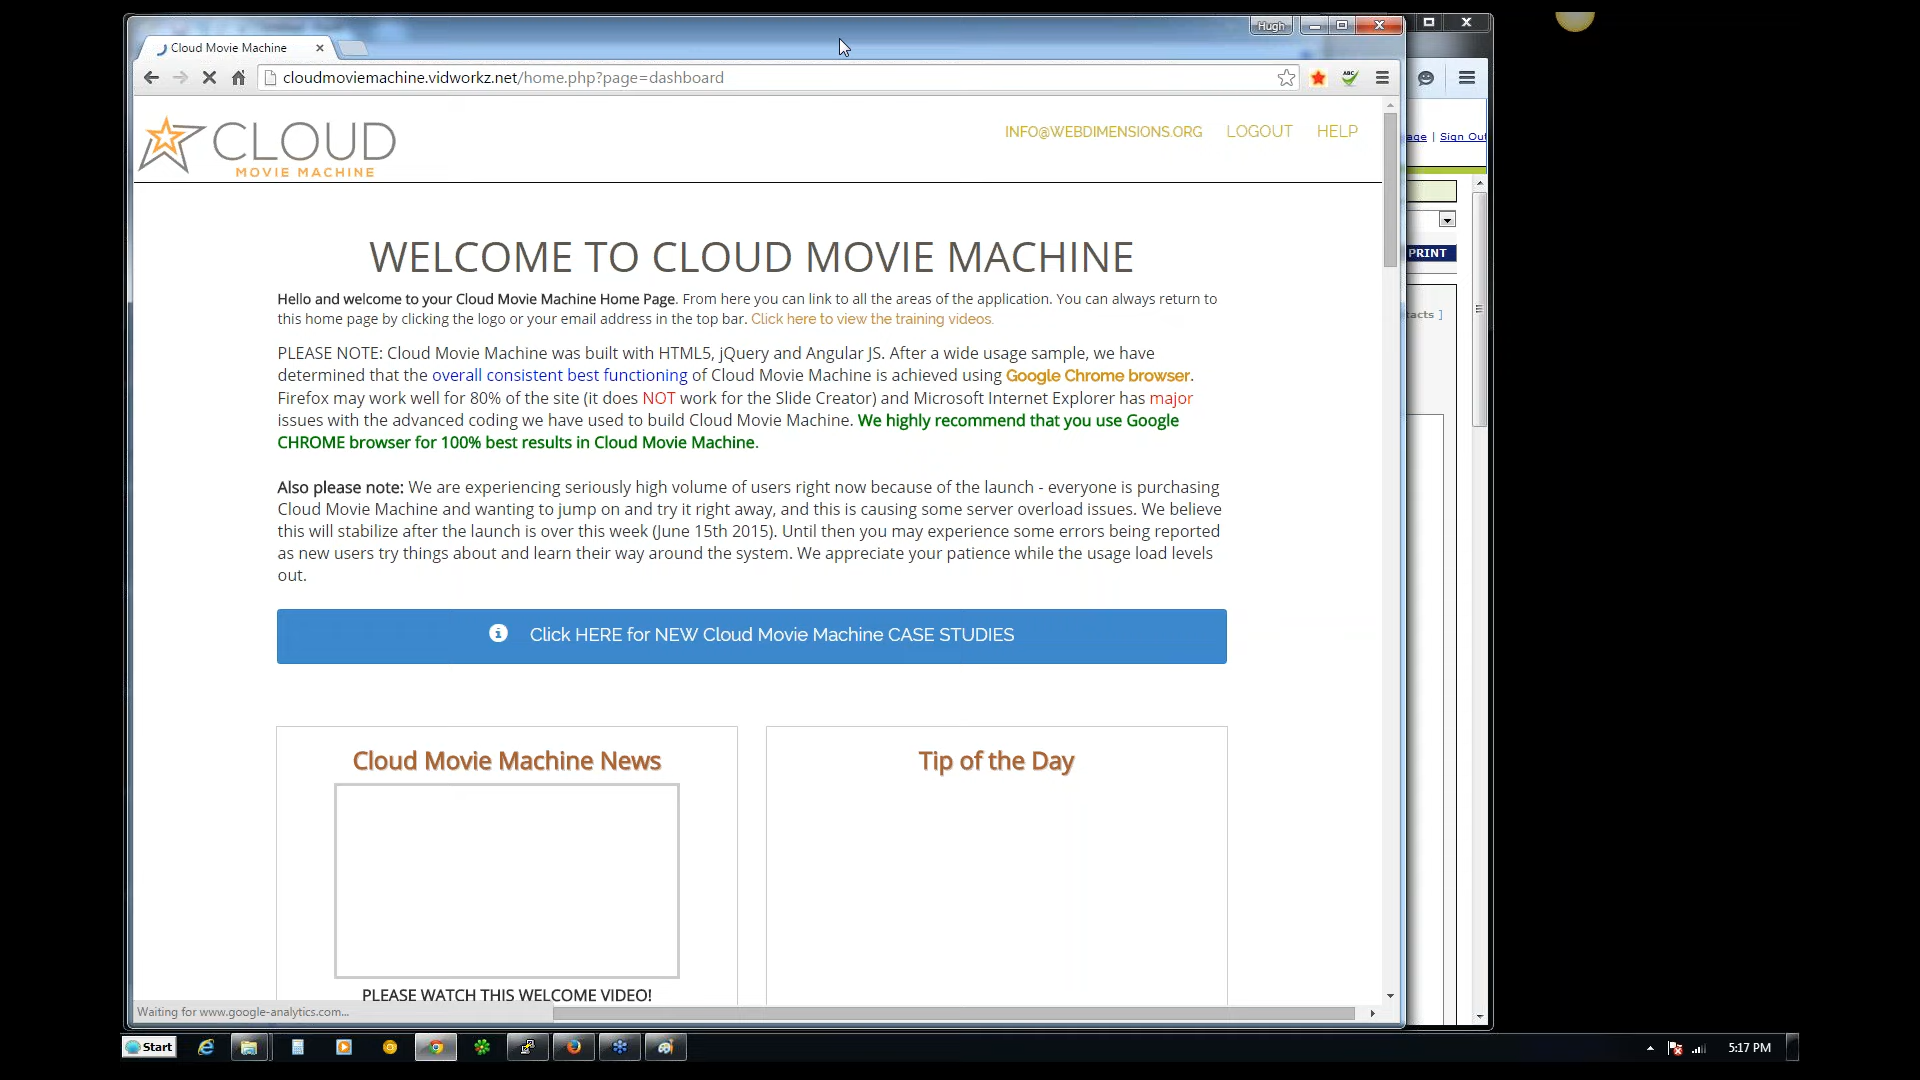 Hugh
Cloud Movie Machine
cloudmoviemachine.vidworkz.net/home.php?page=dashboard
ABC
CLOUD
MOVIE MACHINE
INFO@WEBDIMENSIONS.ORG LOGOUT HELP
age | Sign Out
WELCOME TO CLOUD MOVIE MACHINE
PRINT
Hello and welcome to your Cloud Movie Machine Home Page. From here you can link to all the areas of the application. You can always return to
this home page by clicking the logo or your email address in the top bar. Click here to view the training videos.
tacts ]
PLEASE NOTE: Cloud Movie Machine was built with HTML5, jQuery and Angular JS. After a wide usage sample, we have
determined that the overall consistent best functioning of Cloud Movie Machine is achieved using Google Chrome browser.
Firefox may work well for 80% of the site (it does NOT work for the Slide Creator) and Microsoft Internet Explorer has major
issues with the advanced coding we have used to build Cloud Movie Machine. We highly recommend that you use Google
CHROME browser for 100% best results in Cloud Movie Machine.
Also please note: We are experiencing seriously high volume of users right now because of the launch - everyone is purchasing
Cloud Movie Machine and wanting to jump on and try it right away, and this is causing some server overload issues. We believe
this will stabilize after the launch is over this week (June 15th 2015). Until then you may experience some errors being reported
as new users try things about and learn their way around the system. We appreciate your patience while the usage load levels
out.
Click HERE for NEW Cloud Movie Machine CASE STUDIES
Cloud Movie Machine News
Tip of the Day
PLEASE WATCH THIS WELCOME VIDEO!
Waiting for www.google-analytics.com...
Start
5:17 PM